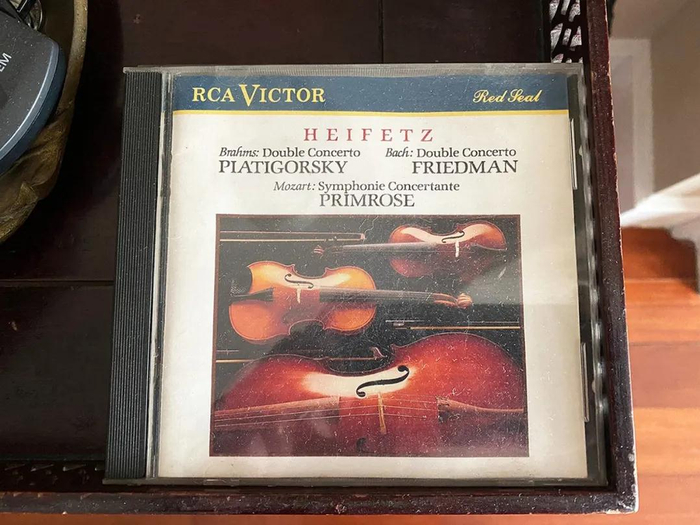 RCA VICTOR Red Seal
HEIFETZ
Brahms: Double Concerto Bach: Double Concerto
PIATIGORSKY FRIEDMAN
Mozart: Symphonie Concertante
PRIMROSE